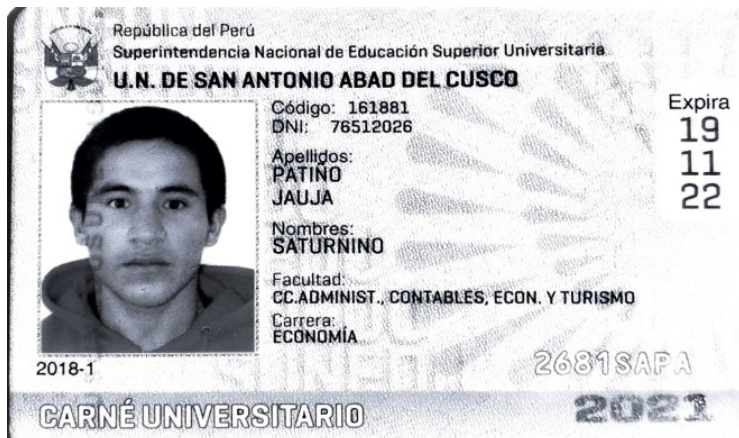 República del Perú
Superintendencia Nacional de Educación Superior Universitaria
U.N. DE SAN ANTONIO ABAD DEL CUSCO
Código: 161881
DNI: 76512026
Apellidos:
PATIÑO
JAUJA
Nombres:
SATURNINO
Facultad:
CC.ADMINIST., CONTABLES, ECON. Y TURISMO
Carrera:
ECONOMÍA
Expira
19
11
22
2018-1
2681SAPA
CARNÉ UNIVERSITARIO
2021